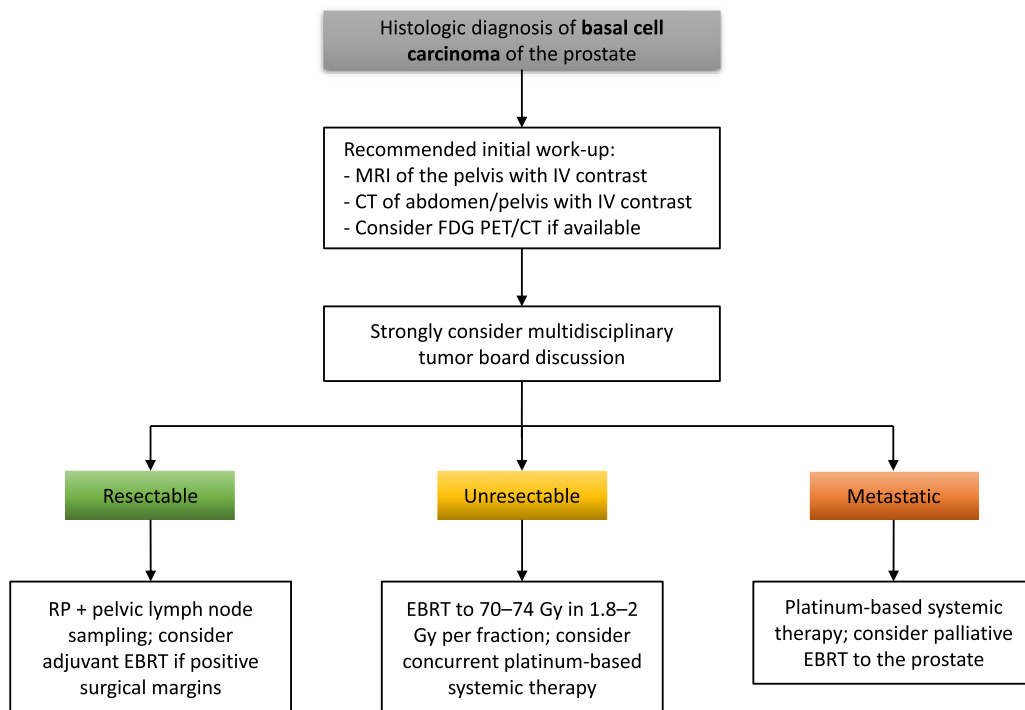 Histologic diagnosis of basal cell
carcinoma of the prostate
Recommended initial work-up:
- MRI of the pelvis with IV contrast
- CT of abdomen/pelvis with IV contrast
- Consider FDG PET/CT if available
Strongly consider multidisciplinary
tumor board discussion
Resectable
Unresectable
Metastatic
RP + pelvic lymph node
sampling; consider
adjuvant EBRT if positive
surgical margins
EBRT to 70–74 Gy in 1.8–2
Gy per fraction; consider
concurrent platinum-based
systemic therapy
Platinum-based systemic
therapy; consider palliative
EBRT to the prostate